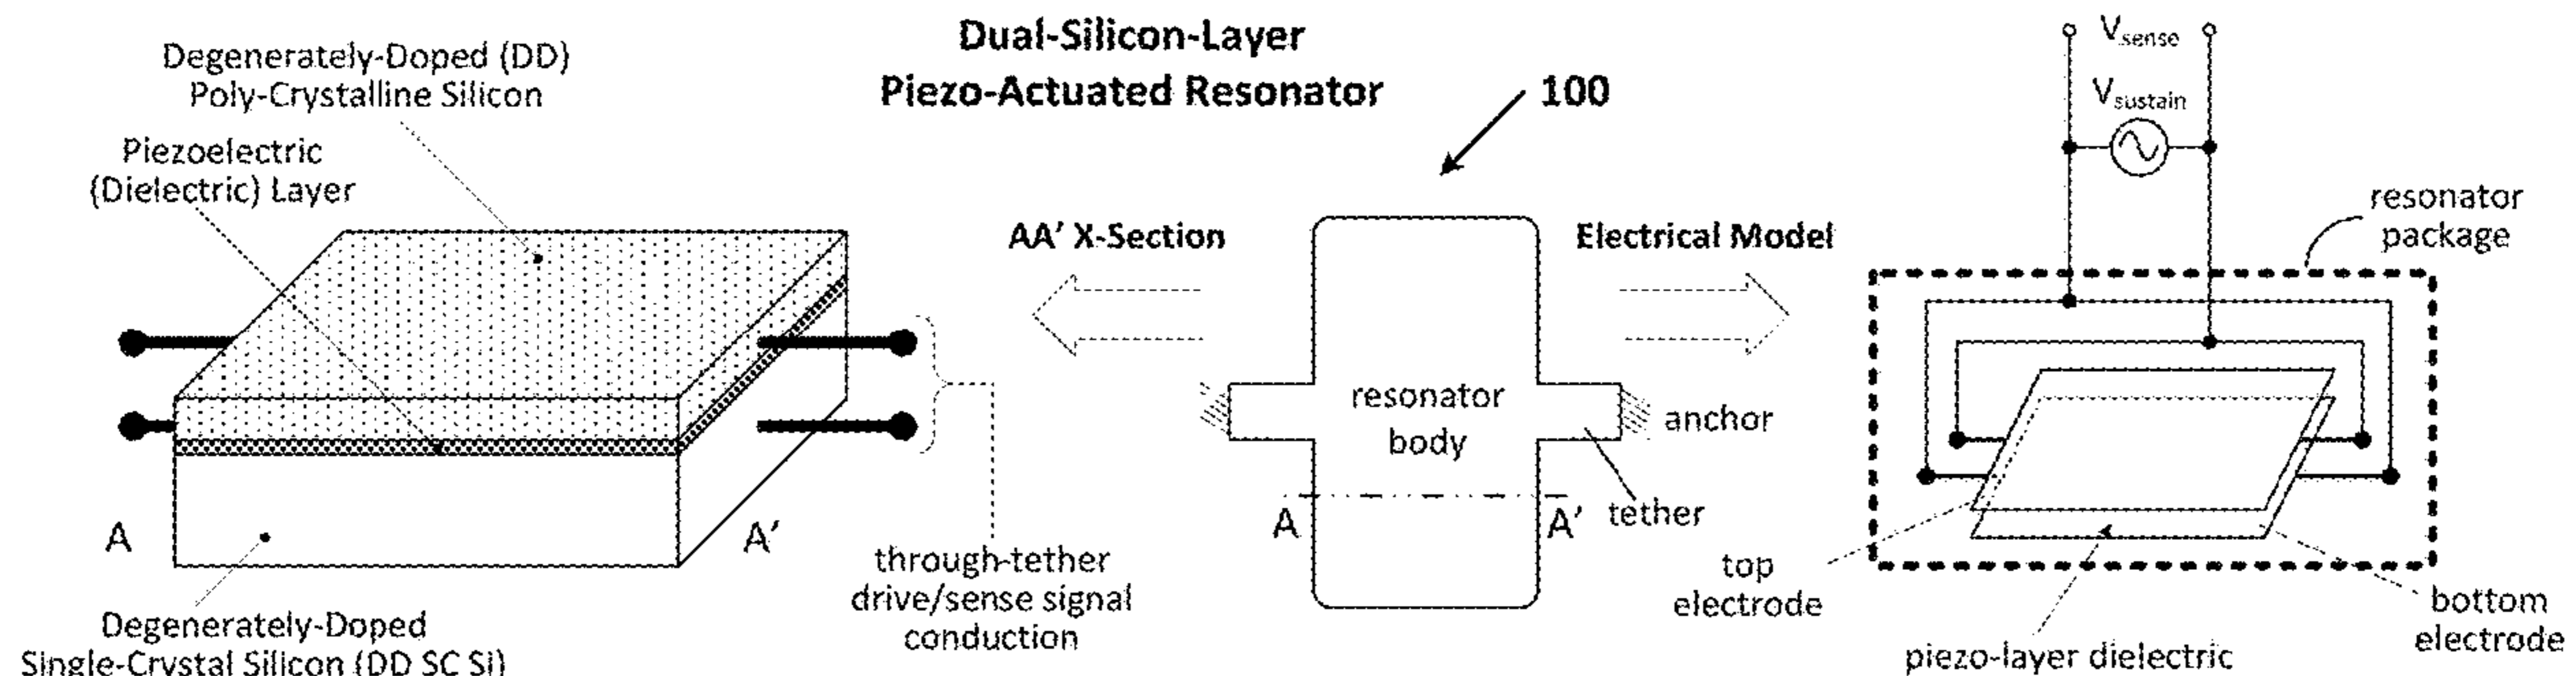 Dual-Silicon-Layer
Piezo-Actuated Resonator
100
Degenerately-Doped (DD)
Poly-Crystalline Silicon
Piezoelectric
(Dielectric) Layer
A
A'
Degenerately-Doped
Single-Crystal Silicon (DD SC Si)
through-tether
drive/sense signal
conduction
AA' X-Section
Electrical Model
resonator
body
anchor
tether
A
A'
Vsense
Vsustain
resonator
package
top
electrode
piezo-layer dielectric
bottom
electrode